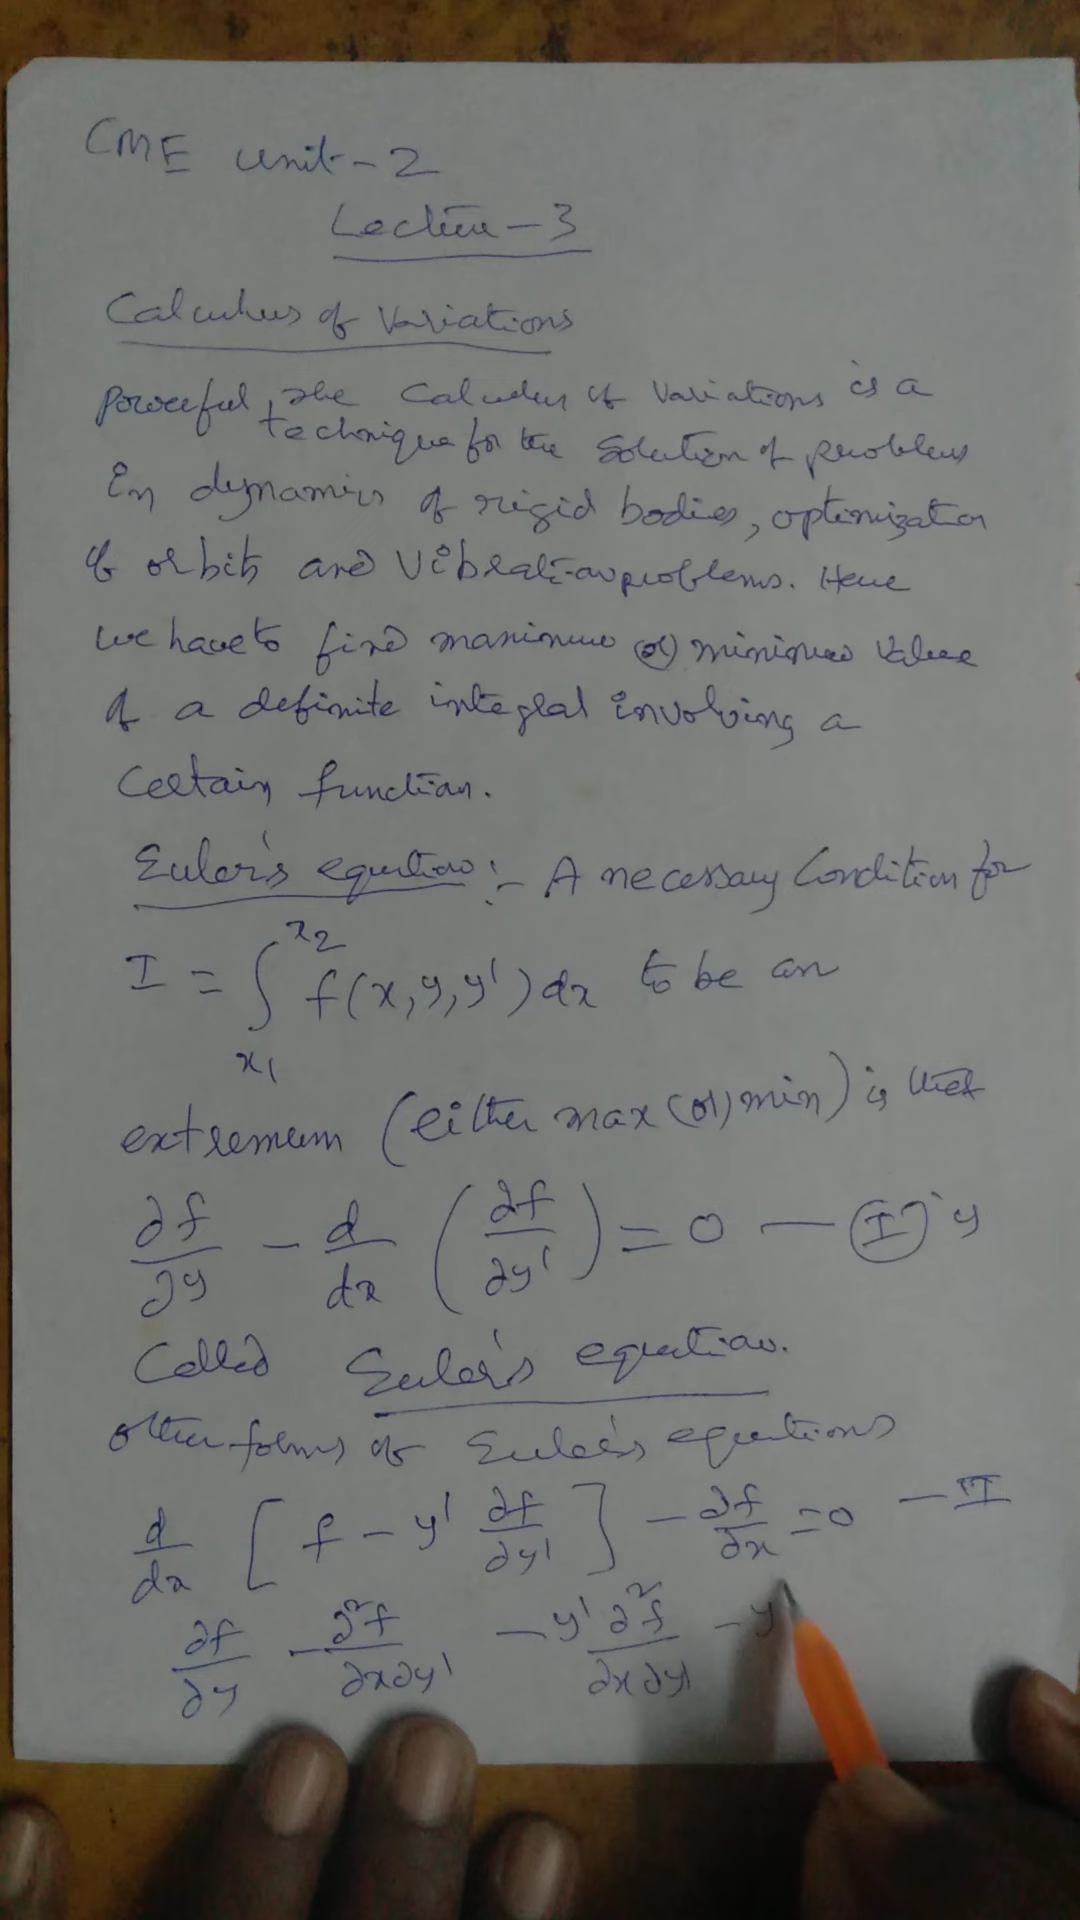 CME Unit-2
Lecture-3
Calculus of Variations
powerful, the Calculus of Variations is a
technique for the Solution of problems
in dynamics of rigid bodies, optimization
of orbits and Vibration problems. Here
we have to find maximum (or) minimum value
of a definite integral involving a
certain function.
Euler's equation:- A necessary Condition for
I = ∫ₓ₁ˣ² f(x,y,y')dx to be an
extremum (either max (or) min) is that
∂f/∂y - d/dx (∂f/∂y') = 0 — (I) y
Called Euler's equation.
Other forms of Euler's equations
d/dx [f - y' ∂f/∂y'] - ∂f/∂x = 0 - II
∂f/∂y - ∂²f/∂x∂y' - y' ∂²f/∂x∂y' - y